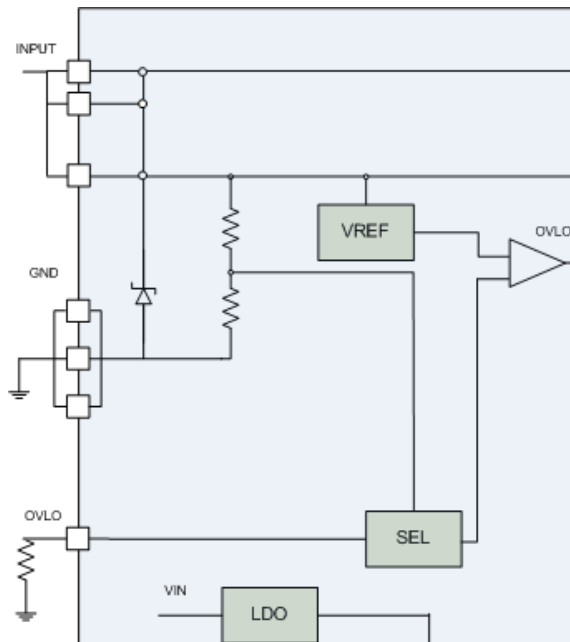 INPUT
VREF
OVLO
GND
OVLO
SEL
VIN
LDO